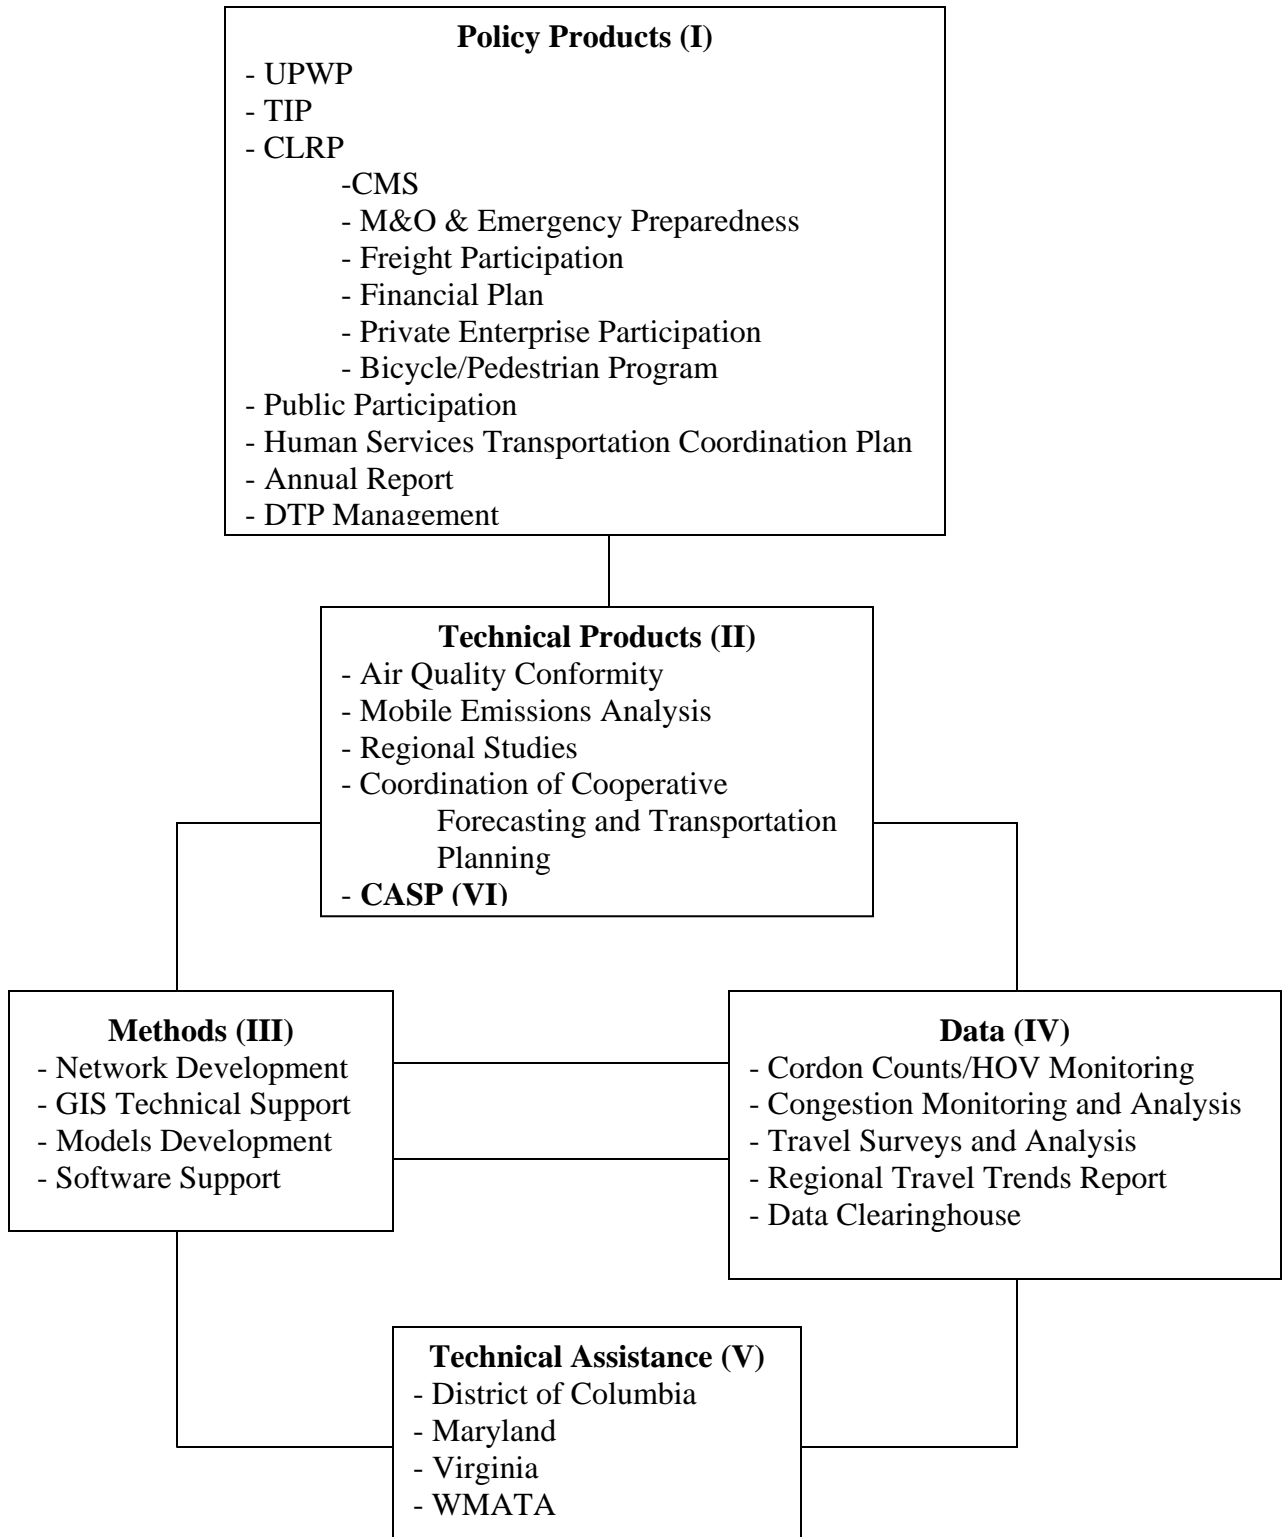 Policy Products (I)
- UPWP
- TIP
- CLRP
-CMS
- M&O & Emergency Preparedness
- Freight Participation
- Financial Plan
- Private Enterprise Participation
- Bicycle/Pedestrian Program
- Public Participation
- Human Services Transportation Coordination Plan
- Annual Report
- DTP Management
Technical Products (II)
- Air Quality Conformity
- Mobile Emissions Analysis
- Regional Studies
- Coordination of Cooperative
Forecasting and Transportation
Planning
- CASP (VI)
Methods (III)
- Network Development
- GIS Technical Support
- Models Development
- Software Support
Data (IV)
- Cordon Counts/HOV Monitoring
- Congestion Monitoring and Analysis
- Travel Surveys and Analysis
- Regional Travel Trends Report
- Data Clearinghouse
Technical Assistance (V)
- District of Columbia
- Maryland
- Virginia
- WMATA